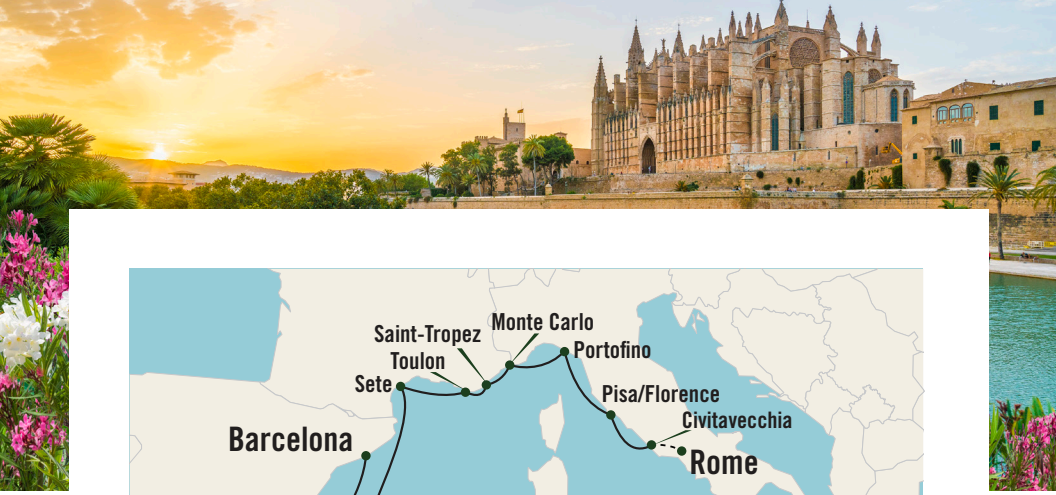 Saint-Tropez
Monte Carlo
Toulon
Portofino
Sete
Pisa/Florence
Civitavecchia
Barcelona
Rome